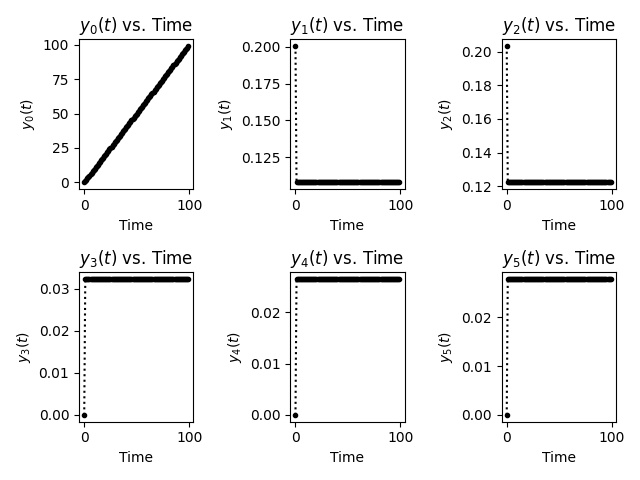 y₀(t) vs. Time
y₁(t) vs. Time
y₂(t) vs. Time
y₀(t)
100
75
50
25
0
0
100
Time
y₁(t)
0.200
0.175
0.150
0.125
0
100
Time
y₂(t)
0.20
0.18
0.16
0.14
0.12
0
100
Time
y₃(t) vs. Time
y₄(t) vs. Time
y₅(t) vs. Time
y₃(t)
0.03
0.02
0.01
0.00
0
100
Time
y₄(t)
0.02
0.01
0.00
0
100
Time
y₅(t)
0.02
0.01
0.00
0
100
Time